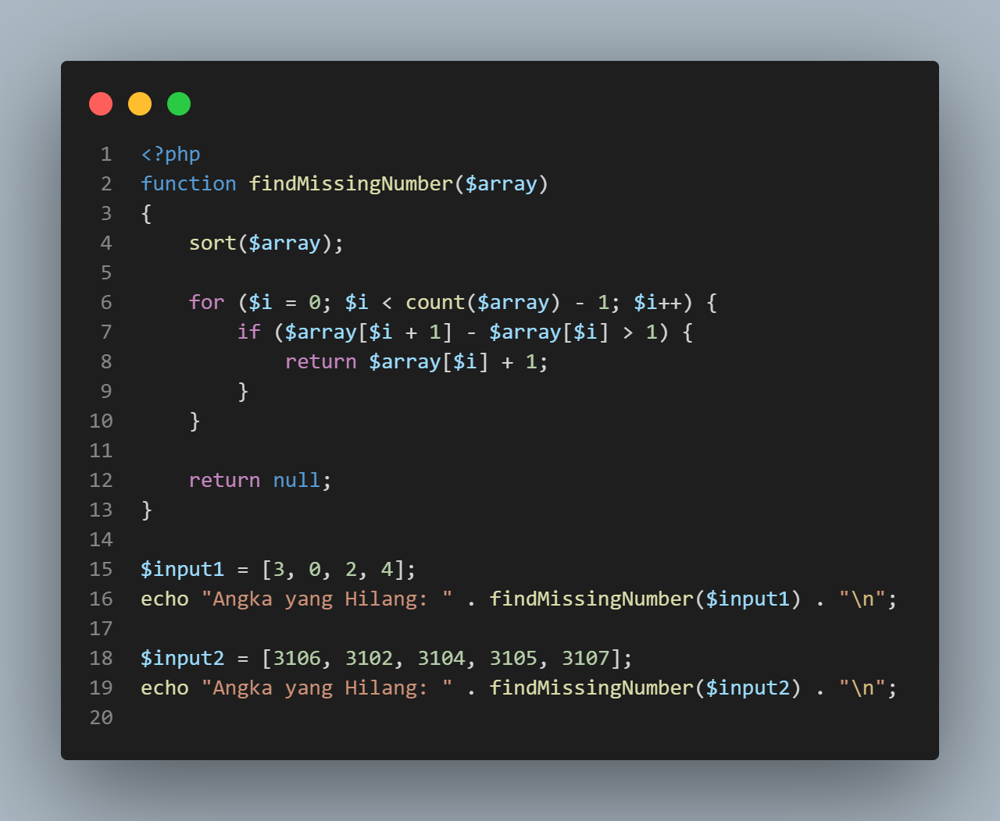 1 <?php
2 function findMissingNumber($array)
3 {
4     sort($array);
5
6     for ($i = 0; $i < count($array) - 1; $i++) {
7         if ($array[$i + 1] - $array[$i] > 1) {
8             return $array[$i] + 1;
9         }
10     }
11
12     return null;
13 }
14
15 $input1 = [3, 0, 2, 4];
16 echo "Angka yang Hilang: " . findMissingNumber($input1) . "\n";
17
18 $input2 = [3106, 3102, 3104, 3105, 3107];
19 echo "Angka yang Hilang: " . findMissingNumber($input2) . "\n";
20